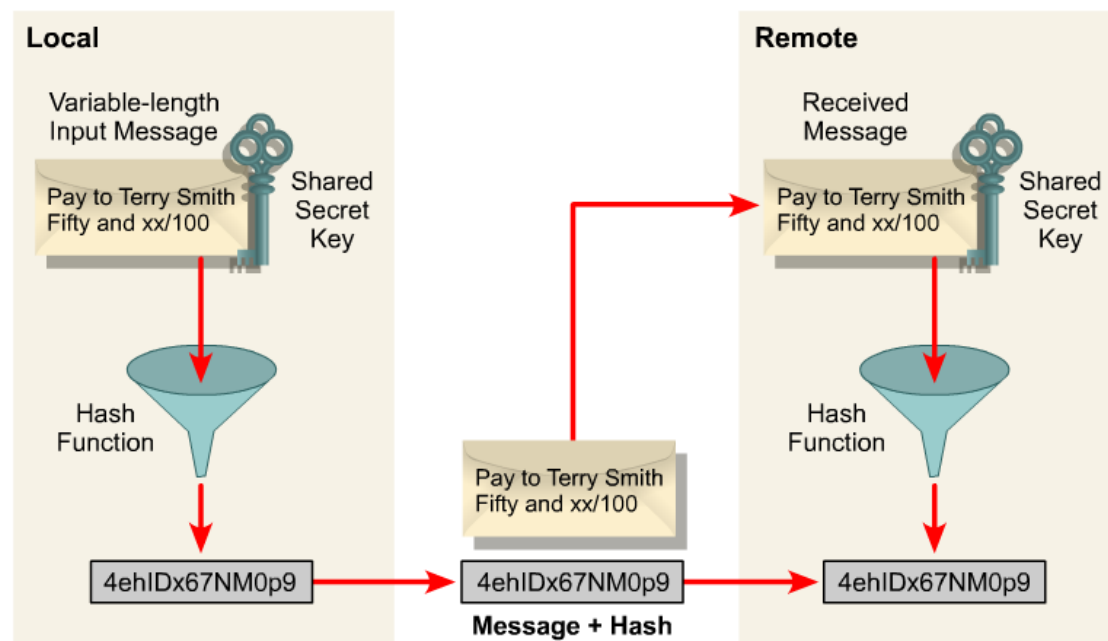 Local
Variable-length
Input Message
Pay to Terry Smith
Fifty and xx/100
Shared
Secret
Key
Hash
Function
4ehIDx67NM0p9
Pay to Terry Smith
Fifty and xx/100
4ehIDx67NM0p9
Message + Hash
Remote
Received
Message
Pay to Terry Smith
Fifty and xx/100
Shared
Secret
Key
Hash
Function
4ehIDx67NM0p9